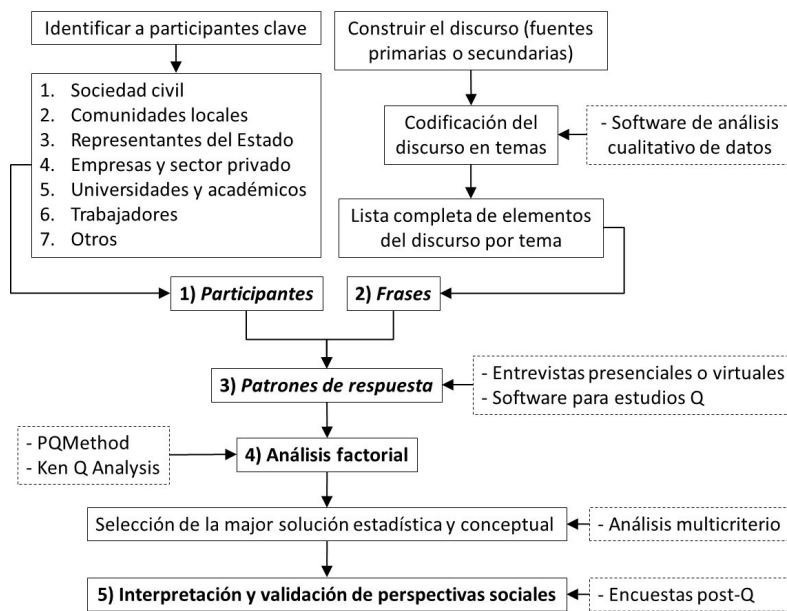 Identificar a participantes clave
1. Sociedad civil
2. Comunidades locales
3. Representantes del Estado
4. Empresas y sector privado
5. Universidades y académicos
6. Trabajadores
7. Otros
Construir el discurso (fuentes
primarias o secundarias)
Codificación del
discurso en temas
- Software de análisis
cualitativo de datos
Lista completa de elementos
del discurso por tema
1) Participantes
2) Frases
3) Patrones de respuesta
- Entrevistas presenciales o virtuales
- Software para estudios Q
- PQMethod
- Ken Q Analysis
4) Análisis factorial
Selección de la major solución estadística y conceptual
- Análisis multicriterio
5) Interpretación y validación de perspectivas sociales
- Encuestas post-Q